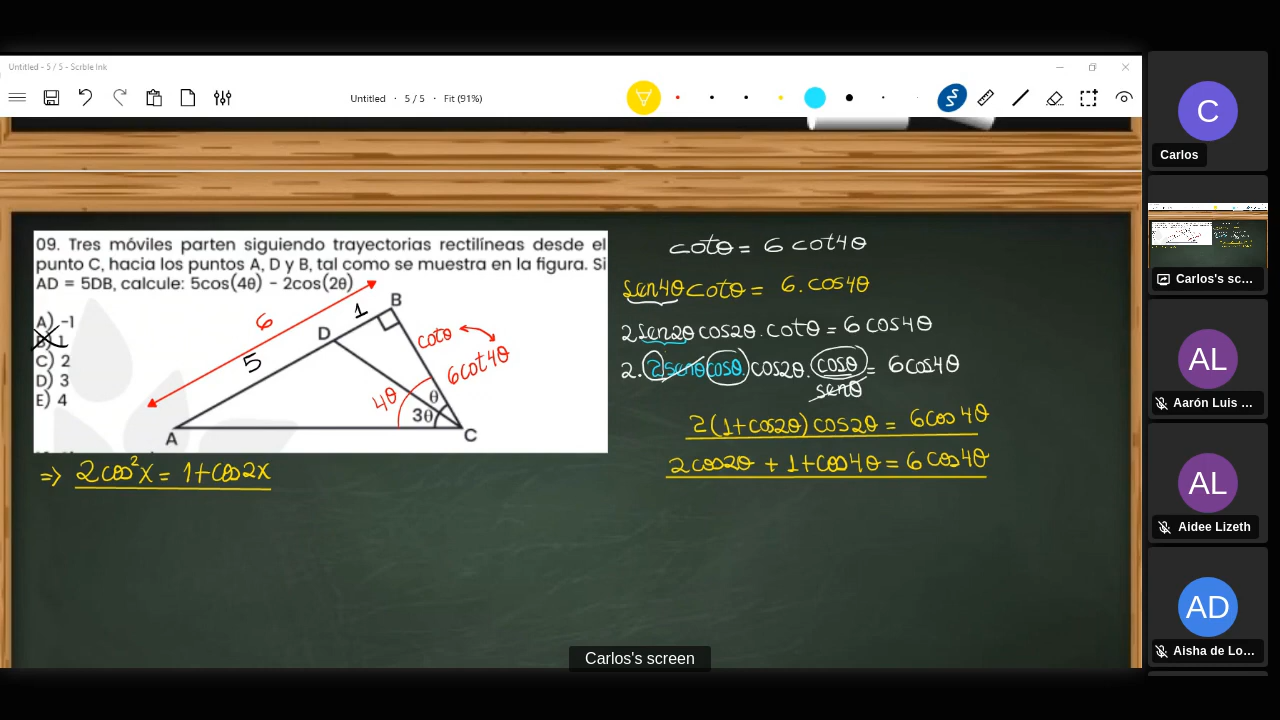 Untitled - 5 / 5 - Scrble Ink
Untitled · 5 / 5 · Fit (91%)
09. Tres móviles parten siguiendo trayectorias rectilíneas desde el
punto C, hacia los puntos A, D y B, tal como se muestra en la figura. Si
AD = 5DB, calcule: 5cos(4θ) - 2cos(2θ)
A) -1
B) 1
C) 2
D) 3
E) 4
6
5
1
B
D
A
C
θ
3θ
4θ
cotθ
6cot4θ
⇒ 2cos²x = 1+cos2x
cotθ = 6 cot4θ
sen4θ cotθ = 6. cos4θ
2sen2θ cos2θ. cotθ = 6 cos4θ
2. 2senθ cosθ. cos2θ. cosθ/senθ = 6cos4θ
2(1+cos2θ) cos2θ = 6cos4θ
2cos2θ + 1+cos4θ = 6 cos4θ
Carlos's screen
C
Carlos
Carlos's sc...
AL
Aarón Luis ...
AL
Aidee Lizeth
AD
Aisha de Lo...